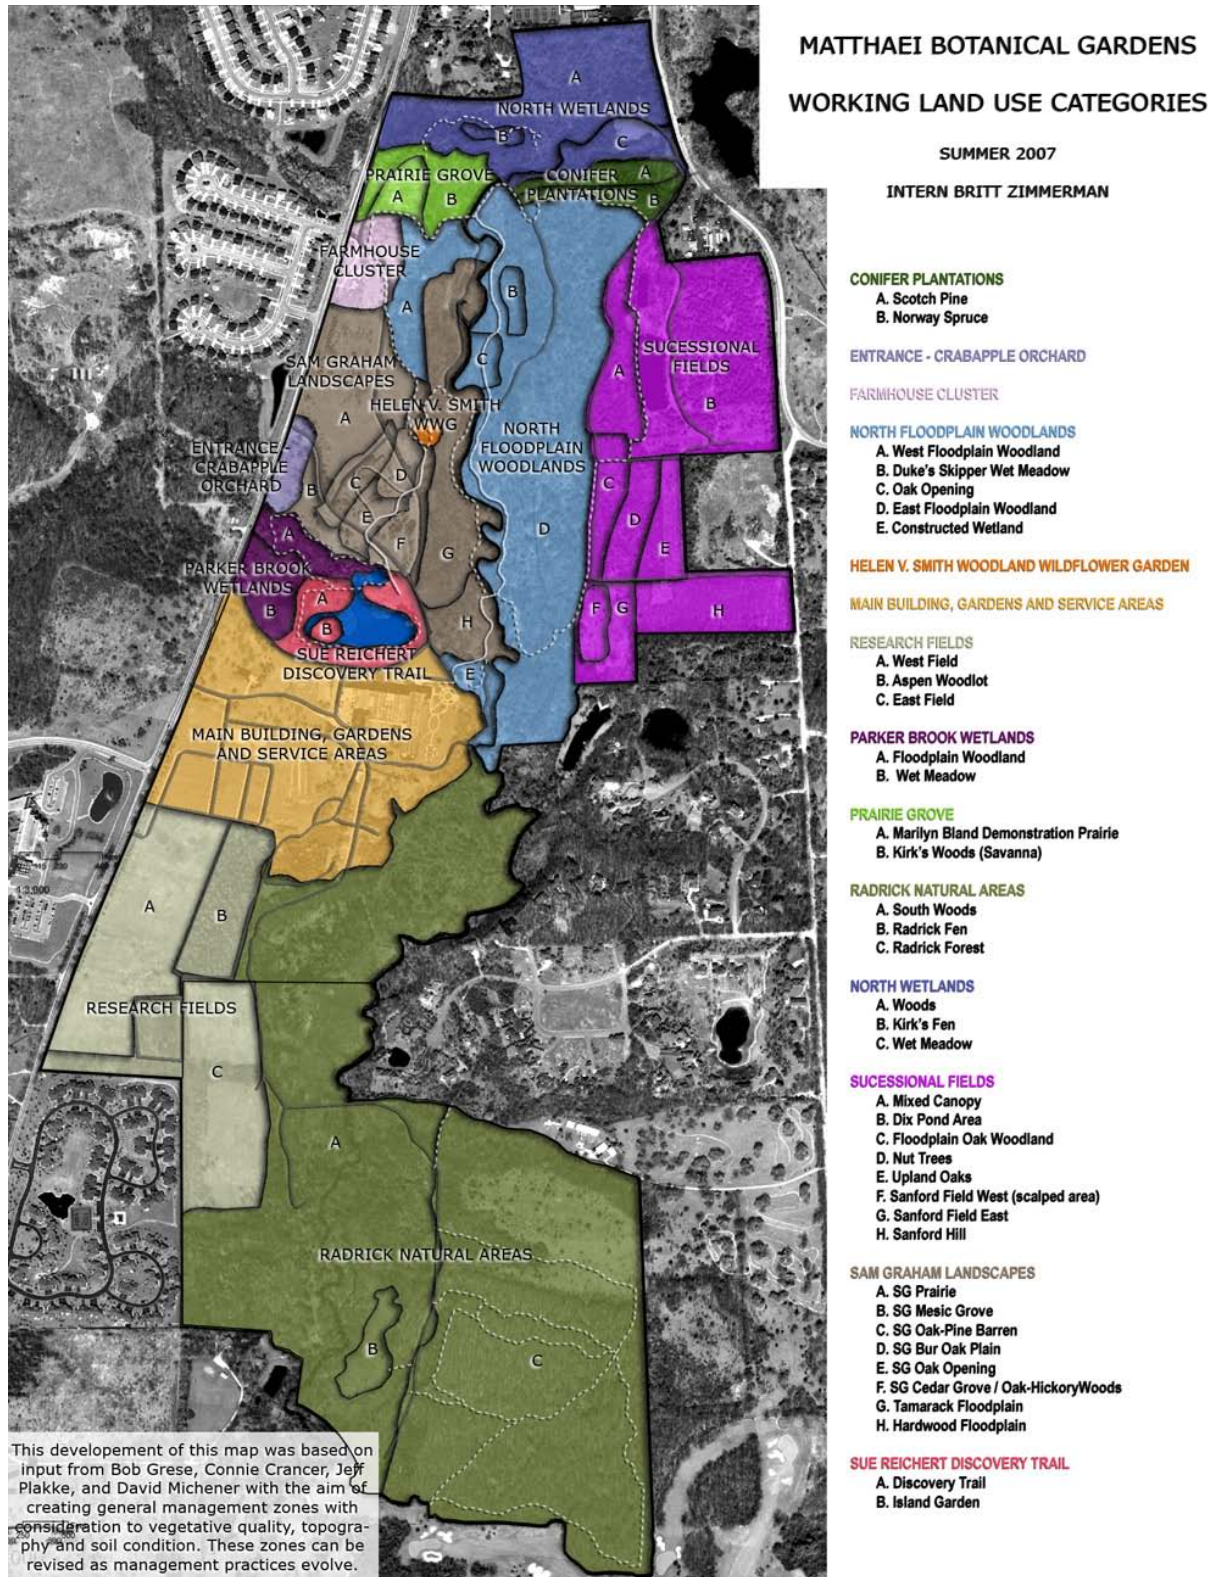 MATTHAEI BOTANICAL GARDENS
WORKING LAND USE CATEGORIES
SUMMER 2007
INTERN BRITT ZIMMERMAN
A
NORTH WETLANDS
B
C
PRAIRIE GROVE
A
B
CONIFER
PLANTATIONS
A
B
FARMHOUSE
CLUSTER
A
B
C
SAM GRAHAM
LANDSCAPES
A
HELEN V. SMITH
WWG
NORTH
FLOODPLAIN
WOODLANDS
SUCESSIONAL
FIELDS
A
B
ENTRANCE -
CRABAPPLE
ORCHARD
B
C
D
E
F
G
H
D
E
C
D
E
F
G
H
A
PARKER BROOK
WETLANDS
B
A
B
SUE REICHERT
DISCOVERY TRAIL
MAIN BUILDING, GARDENS
AND SERVICE AREAS
A
B
RESEARCH FIELDS
C
A
RADRICK NATURAL AREAS
B
C
1:3,000
This developement of this map was based on
input from Bob Grese, Connie Crancer, Jeff
Plakke, and David Michener with the aim of
creating general management zones with
consideration to vegetative quality, topogra-
phy and soil condition. These zones can be
revised as management practices evolve.
CONIFER PLANTATIONS
A. Scotch Pine
B. Norway Spruce
ENTRANCE - CRABAPPLE ORCHARD
FARMHOUSE CLUSTER
NORTH FLOODPLAIN WOODLANDS
A. West Floodplain Woodland
B. Duke's Skipper Wet Meadow
C. Oak Opening
D. East Floodplain Woodland
E. Constructed Wetland
HELEN V. SMITH WOODLAND WILDFLOWER GARDEN
MAIN BUILDING, GARDENS AND SERVICE AREAS
RESEARCH FIELDS
A. West Field
B. Aspen Woodlot
C. East Field
PARKER BROOK WETLANDS
A. Floodplain Woodland
B. Wet Meadow
PRAIRIE GROVE
A. Marilyn Bland Demonstration Prairie
B. Kirk's Woods (Savanna)
RADRICK NATURAL AREAS
A. South Woods
B. Radrick Fen
C. Radrick Forest
NORTH WETLANDS
A. Woods
B. Kirk's Fen
C. Wet Meadow
SUCESSIONAL FIELDS
A. Mixed Canopy
B. Dix Pond Area
C. Floodplain Oak Woodland
D. Nut Trees
E. Upland Oaks
F. Sanford Field West (scalped area)
G. Sanford Field East
H. Sanford Hill
SAM GRAHAM LANDSCAPES
A. SG Prairie
B. SG Mesic Grove
C. SG Oak-Pine Barren
D. SG Bur Oak Plain
E. SG Oak Opening
F. SG Cedar Grove / Oak-HickoryWoods
G. Tamarack Floodplain
H. Hardwood Floodplain
SUE REICHERT DISCOVERY TRAIL
A. Discovery Trail
B. Island Garden